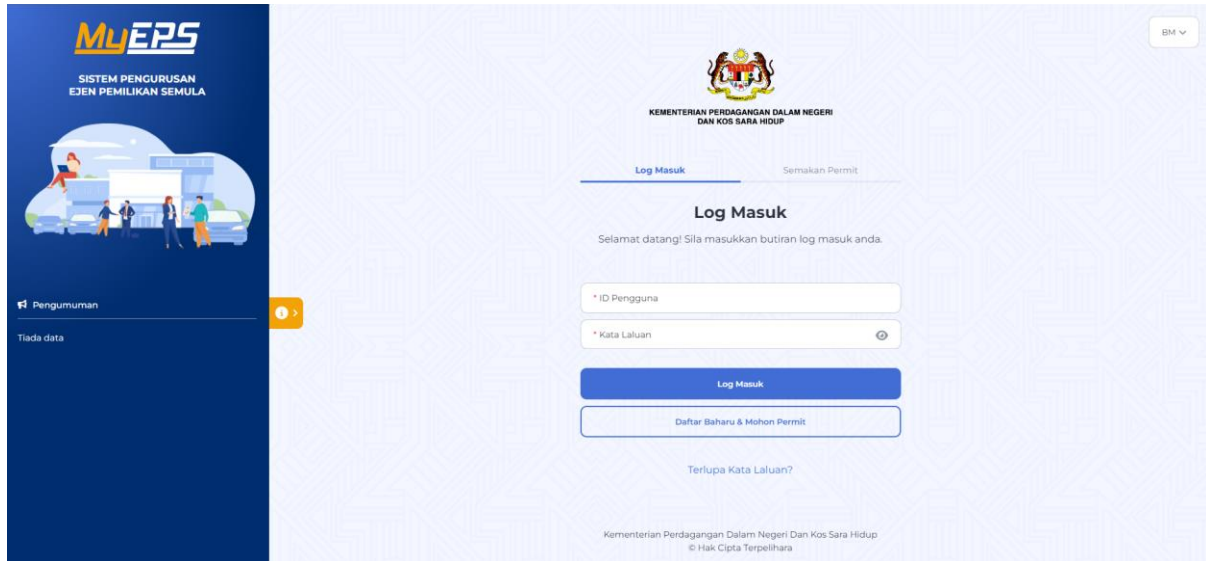 MyEPS
SISTEM PENGURUSAN
EJEN PEMILIKAN SEMULA
Pengumuman
Tiada data
BM
KEMENTERIAN PERDAGANGAN DALAM NEGERI
DAN KOS SARA HIDUP
Log Masuk
Semakan Permit
Log Masuk
Selamat datang! Sila masukkan butiran log masuk anda.
* ID Pengguna
* Kata Laluan
Log Masuk
Daftar Baharu & Mohon Permit
Terlupa Kata Laluan?
Kementerian Perdagangan Dalam Negeri Dan Kos Sara Hidup
© Hak Cipta Terpelihara